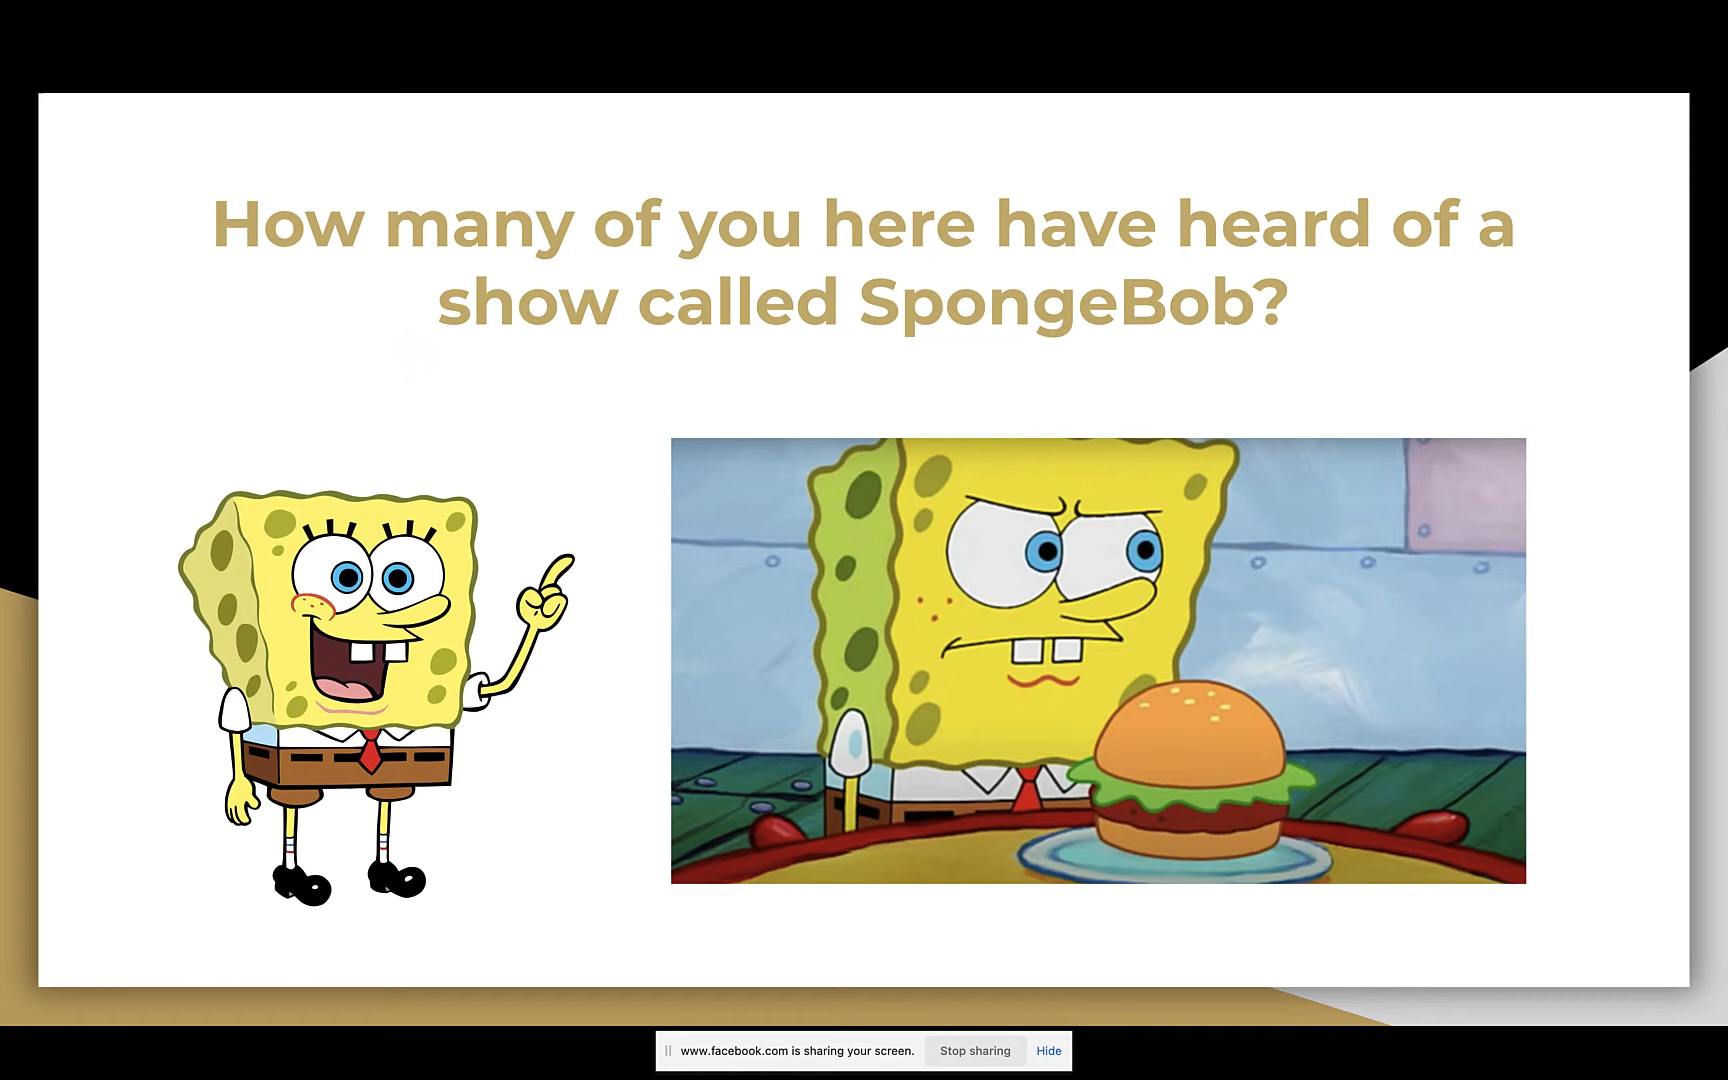 How many of you here have heard of a
show called SpongeBob?
www.facebook.com is sharing your screen. Stop sharing Hide